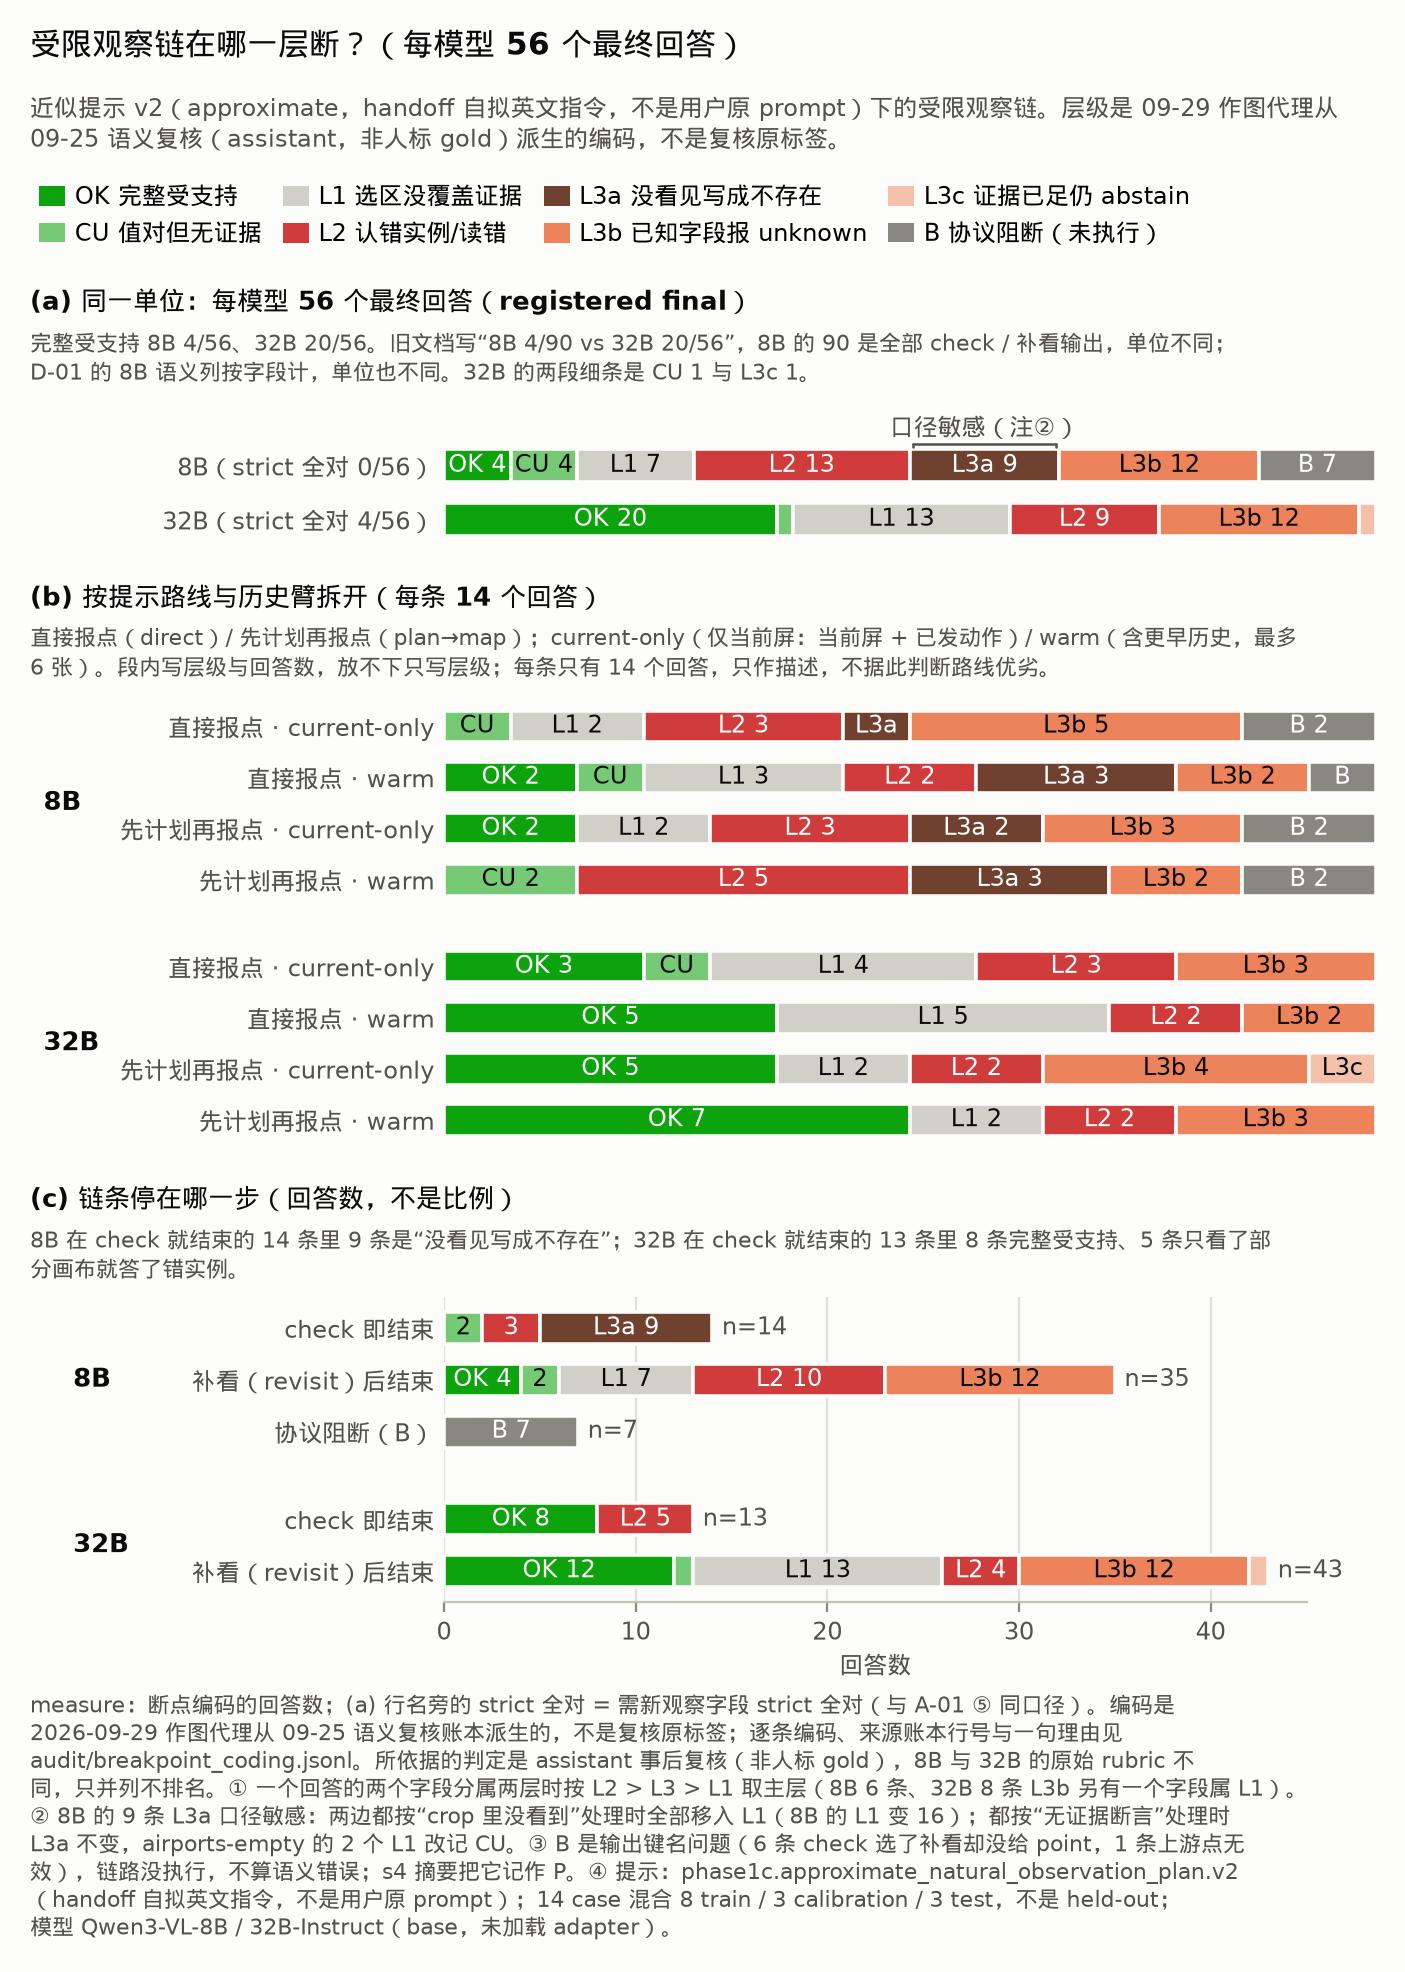 受限观察链在哪一层断？（每模型 56 个最终回答）
近似提示 v2（approximate，handoff 自拟英文指令，不是用户原 prompt）下的受限观察链。层级是 09-29 作图代理从
09-25 语义复核（assistant，非人标 gold）派生的编码，不是复核原标签。
OK 完整受支持
L1 选区没覆盖证据
L3a 没看见写成不存在
L3c 证据已足仍 abstain
CU 值对但无证据
L2 认错实例/读错
L3b 已知字段报 unknown
B 协议阻断（未执行）
(a) 同一单位：每模型 56 个最终回答（registered final）
完整受支持 8B 4/56、32B 20/56。旧文档写“8B 4/90 vs 32B 20/56”，8B 的 90 是全部 check / 补看输出，单位不同；
D-01 的 8B 语义列按字段计，单位也不同。32B 的两段细条是 CU 1 与 L3c 1。
口径敏感（注②）
8B（strict 全对 0/56） OK 4 CU 4 L1 7 L2 13 L3a 9 L3b 12 B 7
32B（strict 全对 4/56） OK 20 L1 13 L2 9 L3b 12
(b) 按提示路线与历史臂拆开（每条 14 个回答）
直接报点（direct）/ 先计划再报点（plan→map）；current-only（仅当前屏：当前屏 + 已发动作）/ warm（含更早历史，最多
6 张）。段内写层级与回答数，放不下只写层级；每条只有 14 个回答，只作描述，不据此判断路线优劣。
8B
直接报点 · current-only CU L1 2 L2 3 L3a L3b 5 B 2
直接报点 · warm OK 2 CU L1 3 L2 2 L3a 3 L3b 2 B
先计划再报点 · current-only OK 2 L1 2 L2 3 L3a 2 L3b 3 B 2
先计划再报点 · warm CU 2 L2 5 L3a 3 L3b 2 B 2
32B
直接报点 · current-only OK 3 CU L1 4 L2 3 L3b 3
直接报点 · warm OK 5 L1 5 L2 2 L3b 2
先计划再报点 · current-only OK 5 L1 2 L2 2 L3b 4 L3c
先计划再报点 · warm OK 7 L1 2 L2 2 L3b 3
(c) 链条停在哪一步（回答数，不是比例）
8B 在 check 就结束的 14 条里 9 条是“没看见写成不存在”；32B 在 check 就结束的 13 条里 8 条完整受支持、5 条只看了部
分画布就答了错实例。
8B
check 即结束 2 3 L3a 9 n=14
补看（revisit）后结束 OK 4 2 L1 7 L2 10 L3b 12 n=35
协议阻断（B） B 7 n=7
32B
check 即结束 OK 8 L2 5 n=13
补看（revisit）后结束 OK 12 L1 13 L2 4 L3b 12 n=43
0 10 20 30 40
回答数
measure：断点编码的回答数；(a) 行名旁的 strict 全对 = 需新观察字段 strict 全对（与 A-01 ⑤ 同口径）。编码是
2026-09-29 作图代理从 09-25 语义复核账本派生的，不是复核原标签；逐条编码、来源账本行号与一句理由见
audit/breakpoint_coding.jsonl。所依据的判定是 assistant 事后复核（非人标 gold），8B 与 32B 的原始 rubric 不
同，只并列不排名。① 一个回答的两个字段分属两层时按 L2 > L3 > L1 取主层（8B 6 条、32B 8 条 L3b 另有一个字段属 L1）。
② 8B 的 9 条 L3a 口径敏感：两边都按“crop 里没看到”处理时全部移入 L1（8B 的 L1 变 16）；都按“无证据断言”处理时
L3a 不变，airports-empty 的 2 个 L1 改记 CU。③ B 是输出键名问题（6 条 check 选了补看却没给 point，1 条上游点无
效），链路没执行，不算语义错误；s4 摘要把它记作 P。④ 提示：phase1c.approximate_natural_observation_plan.v2
（handoff 自拟英文指令，不是用户原 prompt）；14 case 混合 8 train / 3 calibration / 3 test，不是 held-out；
模型 Qwen3-VL-8B / 32B-Instruct（base，未加载 adapter）。